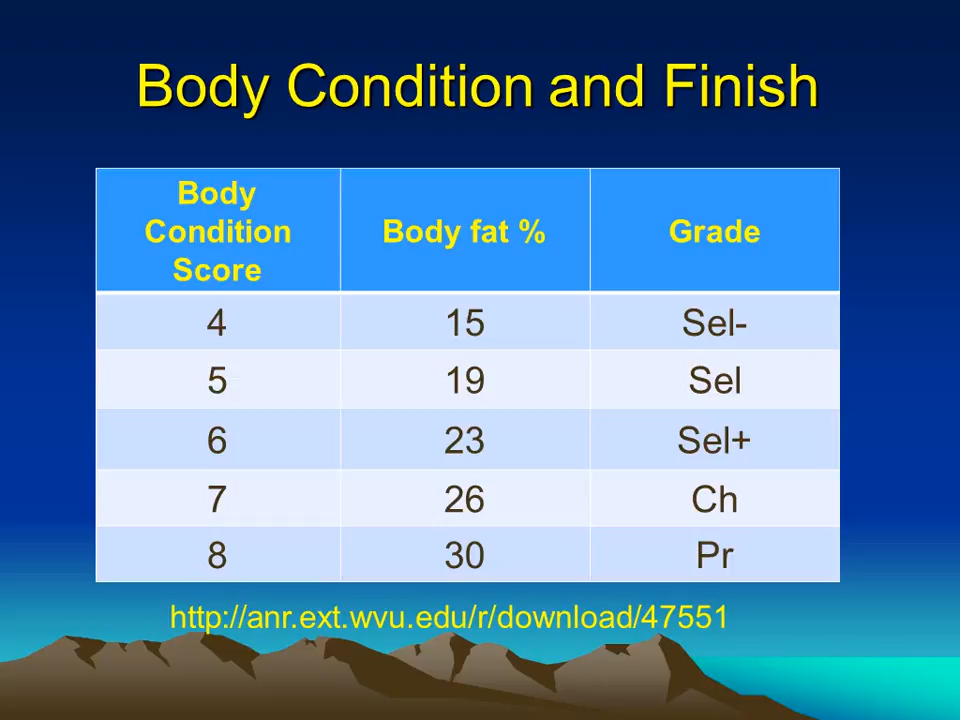 Body Condition and Finish
Body
Condition
Score
Body fat %
Grade
4 15 Sel-
5 19 Sel
6 23 Sel+
7 26 Ch
8 30 Pr
http://anr.ext.wvu.edu/r/download/47551